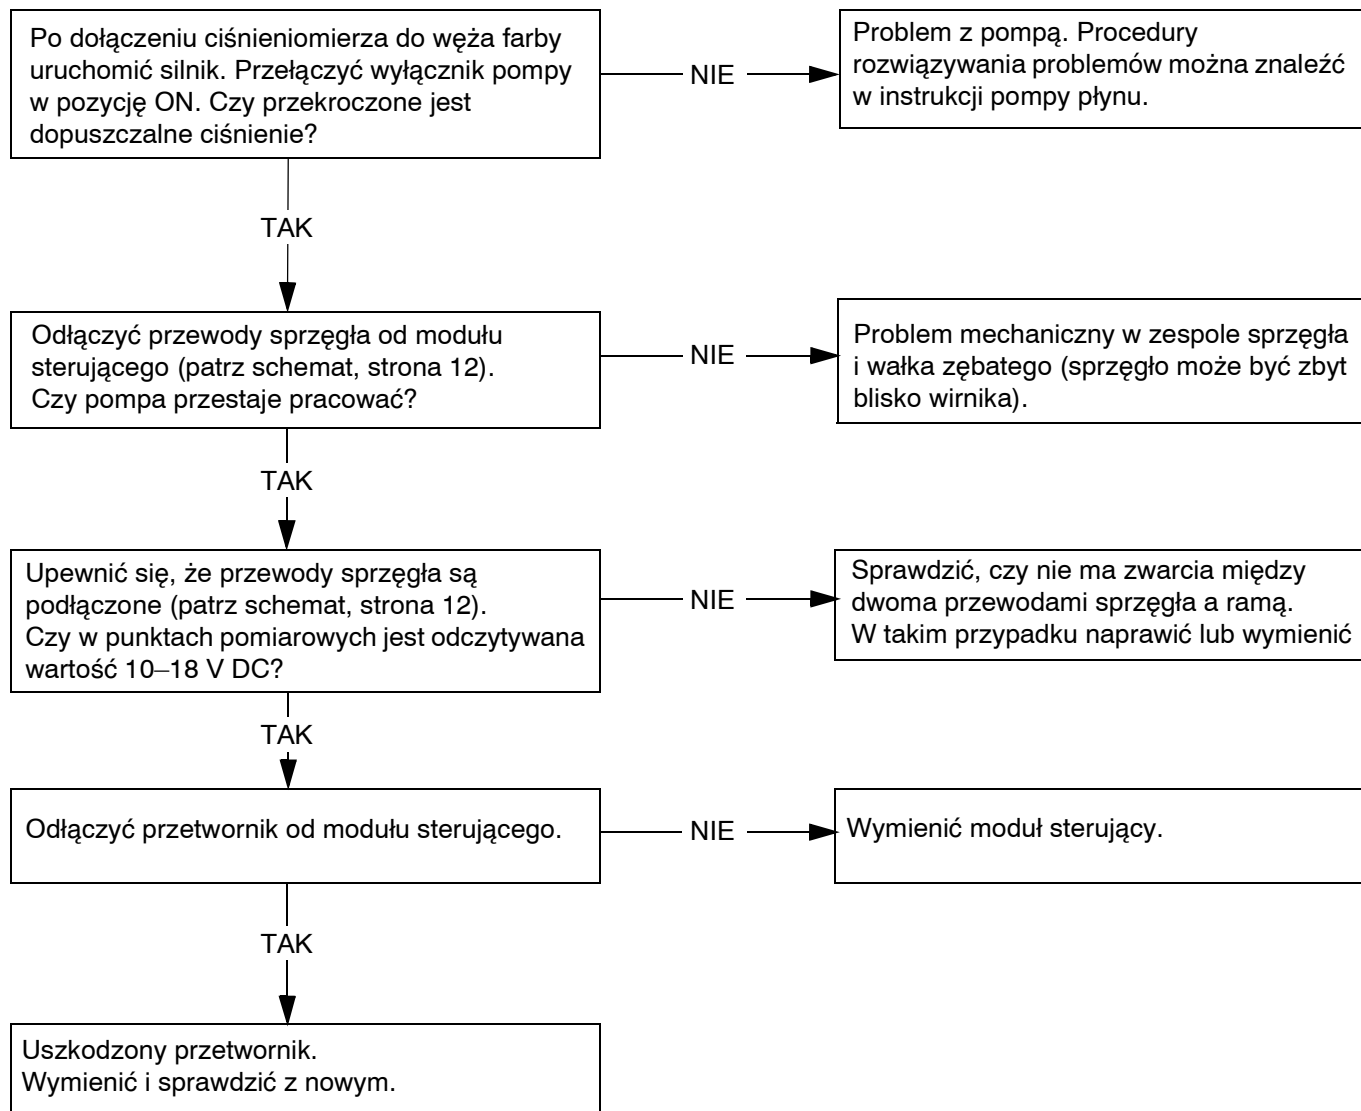 Po dołączeniu ciśnieniomierza do węża farby
uruchomić silnik. Przełączyć wyłącznik pompy
w pozycję ON. Czy przekroczone jest
dopuszczalne ciśnienie?
NIE
Problem z pompą. Procedury
rozwiązywania problemów można znaleźć
w instrukcji pompy płynu.
TAK
Odłączyć przewody sprzęgła od modułu
sterującego (patrz schemat, strona 12).
Czy pompa przestaje pracować?
NIE
Problem mechaniczny w zespole sprzęgła
i wałka zębatego (sprzęgło może być zbyt
blisko wirnika).
TAK
Upewnić się, że przewody sprzęgła są
podłączone (patrz schemat, strona 12).
Czy w punktach pomiarowych jest odczytywana
wartość 10–18 V DC?
NIE
Sprawdzić, czy nie ma zwarcia między
dwoma przewodami sprzęgła a ramą.
W takim przypadku naprawić lub wymienić
TAK
Odłączyć przetwornik od modułu sterującego.
NIE
Wymienić moduł sterujący.
TAK
Uszkodzony przetwornik.
Wymienić i sprawdzić z nowym.